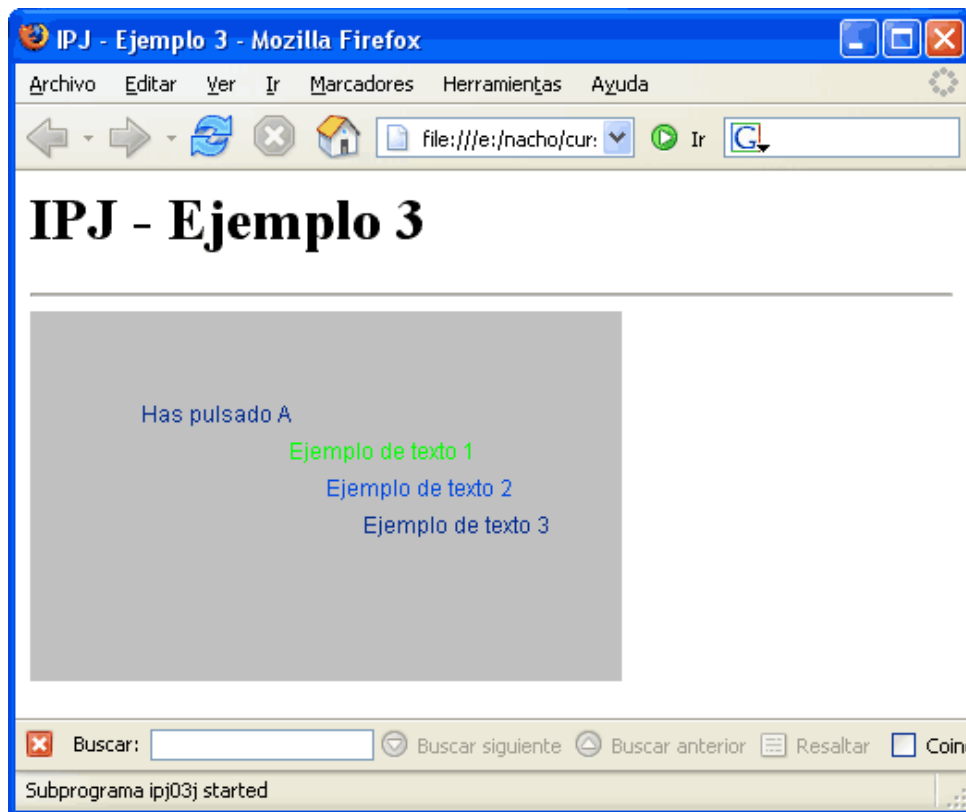 IPJ - Ejemplo 3 - Mozilla Firefox
Archivo Editar Ver Ir Marcadores Herramientas Ayuda
file:///e:/nacho/cur: Ir G
IPJ - Ejemplo 3
Has pulsado A
Ejemplo de texto 1
Ejemplo de texto 2
Ejemplo de texto 3
Buscar: Buscar siguiente Buscar anterior Resaltar
Subprograma ipj03j started